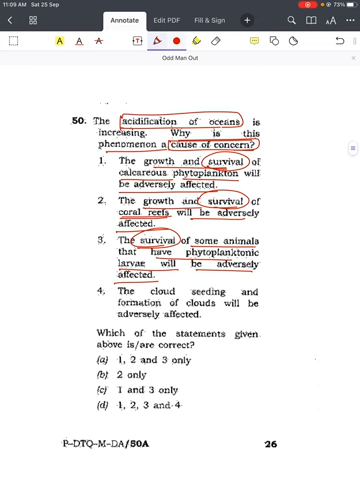 11:09 AM Sat 25 Sep
73%
Annotate
Edit PDF
Fill & Sign
Odd Man Out
50. The acidification of oceans is
increasing. Why is this
phenomenon a cause of concern?
1. The growth and survival of
calcareous phytoplankton will
be adversely affected.
2. The growth and survival of
coral reefs will be adversely
affected.
3. The survival of some animals
that have phytoplanktonic
larvae will be adversely
affected.
4. The cloud seeding and
formation of clouds will be
adversely affected.
Which of the statements given
above is/are correct?
(a) 1, 2 and 3 only
(b) 2 only
(c) 1 and 3 only
(d) 1, 2, 3 and 4
P–DTQ–M–DA/50A
26